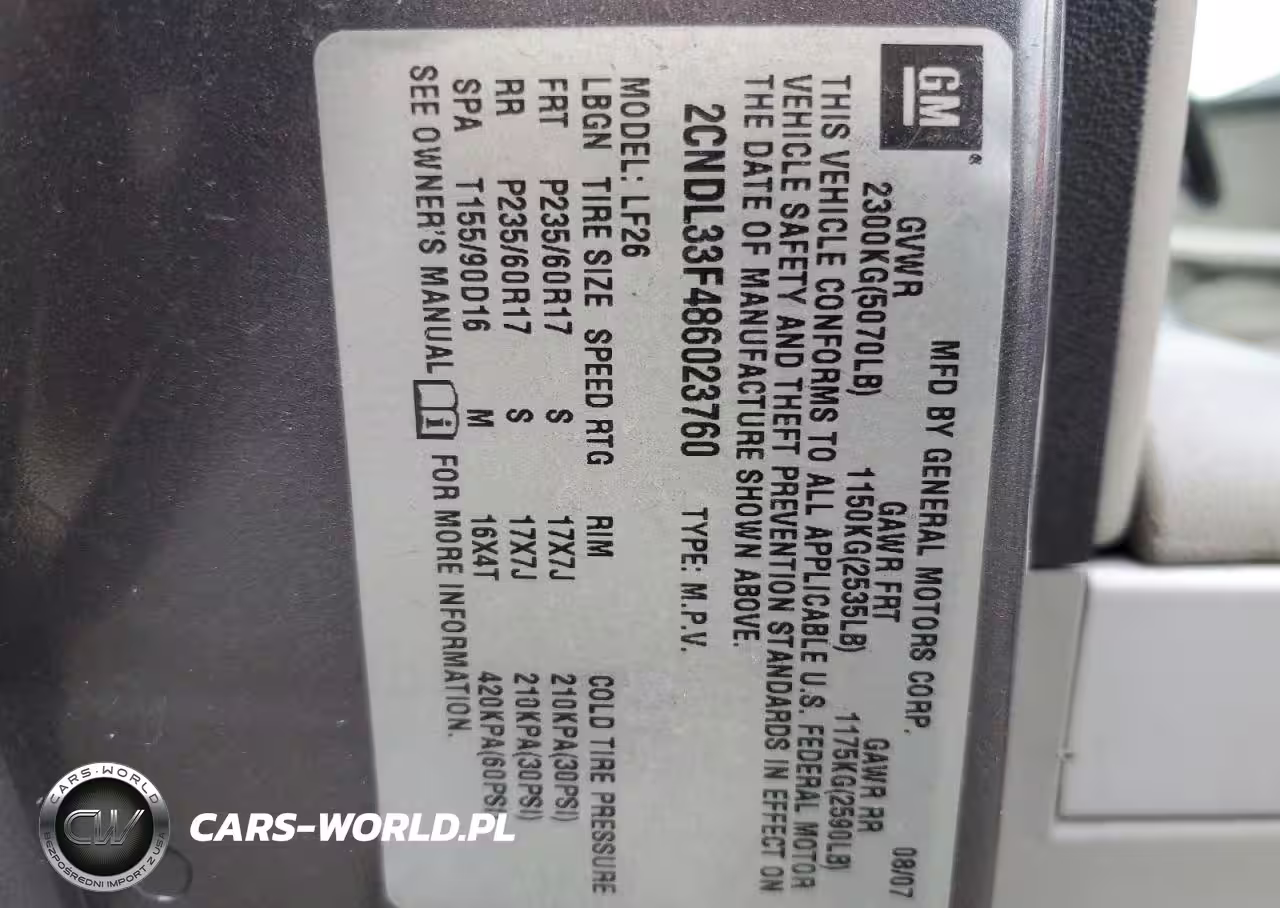 GM®
MFD BY GENERAL MOTORS CORP. 08/07
GVWR GAWR FRT GAWR RR
2300KG(5070LB) 1150KG(2535LB) 1175KG(2590LB)
THIS VEHICLE CONFORMS TO ALL APPLICABLE U.S. FEDERAL MOTOR
VEHICLE SAFETY AND THEFT PREVENTION STANDARDS IN EFFECT ON
THE DATE OF MANUFACTURE SHOWN ABOVE.
2CNDL33F486023760 TYPE: M.P.V.
MODEL: LF26
LBGN TIRE SIZE SPEED RTG RIM COLD TIRE PRESSURE
FRT P235/60R17 S 17X7J 210KPA(30PSI)
RR P235/60R17 S 17X7J 210KPA(30PSI)
SPA T155/90D16 M 16X4T 420KPA(60PSI)
SEE OWNER'S MANUAL i FOR MORE INFORMATION.
CARS-WORLD
CW
BEZPOŚREDNI IMPORT Z USA
CARS-WORLD.PL